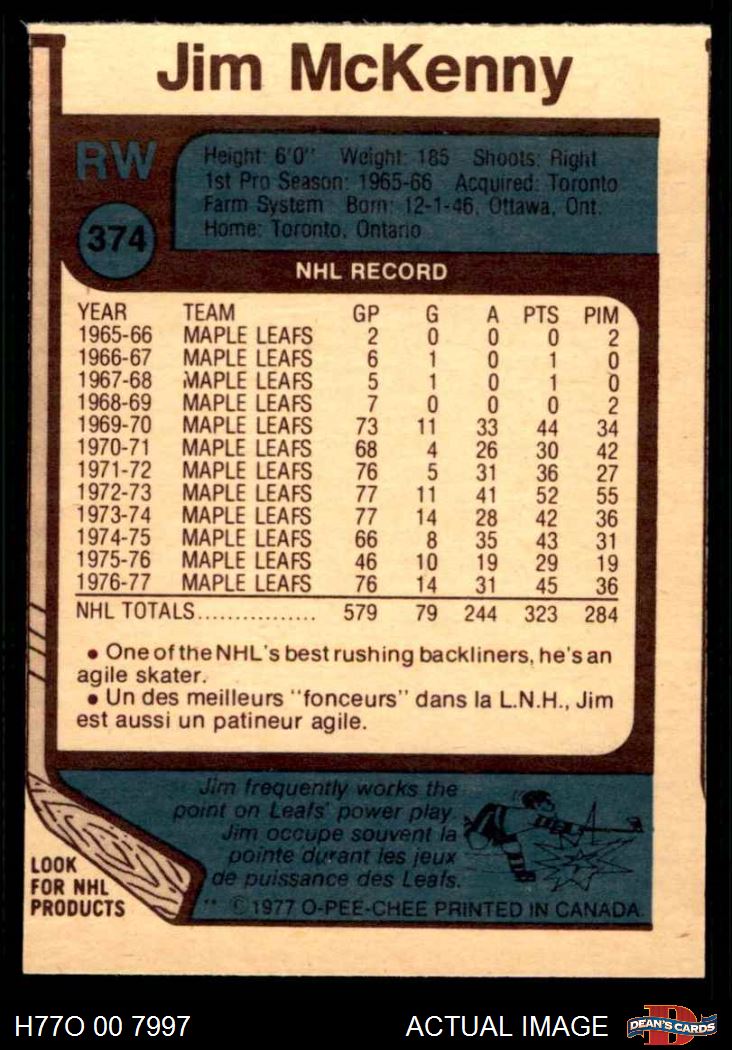 Jim McKenny
RW
Height: 6'0" Weight: 185 Shoots: Right
1st Pro Season: 1965-66 Acquired: Toronto
Farm System Born: 12-1-46, Ottawa, Ont.
Home: Toronto, Ontario
374
NHL RECORD
YEAR TEAM GP G A PTS PIM
1965-66 MAPLE LEAFS 2 0 0 0 2
1966-67 MAPLE LEAFS 6 1 0 1 0
1967-68 MAPLE LEAFS 5 1 0 1 0
1968-69 MAPLE LEAFS 7 0 0 0 2
1969-70 MAPLE LEAFS 73 11 33 44 34
1970-71 MAPLE LEAFS 68 4 26 30 42
1971-72 MAPLE LEAFS 76 5 31 36 27
1972-73 MAPLE LEAFS 77 11 41 52 55
1973-74 MAPLE LEAFS 77 14 28 42 36
1974-75 MAPLE LEAFS 66 8 35 43 31
1975-76 MAPLE LEAFS 46 10 19 29 19
1976-77 MAPLE LEAFS 76 14 31 45 36
NHL TOTALS................ 579 79 244 323 284
• One of the NHL's best rushing backliners, he's an
agile skater.
• Un des meilleurs "fonceurs" dans la L.N.H., Jim
est aussi un patineur agile.
Jim frequently works the
point on Leafs' power play.
Jim occupe souvent la
pointe durant les jeux
de puissance des Leafs.
LOOK
FOR NHL
PRODUCTS
** © 1977 O-PEE-CHEE PRINTED IN CANADA
H77O 00 7997 ACTUAL IMAGE
D
DEAN'S CARDS